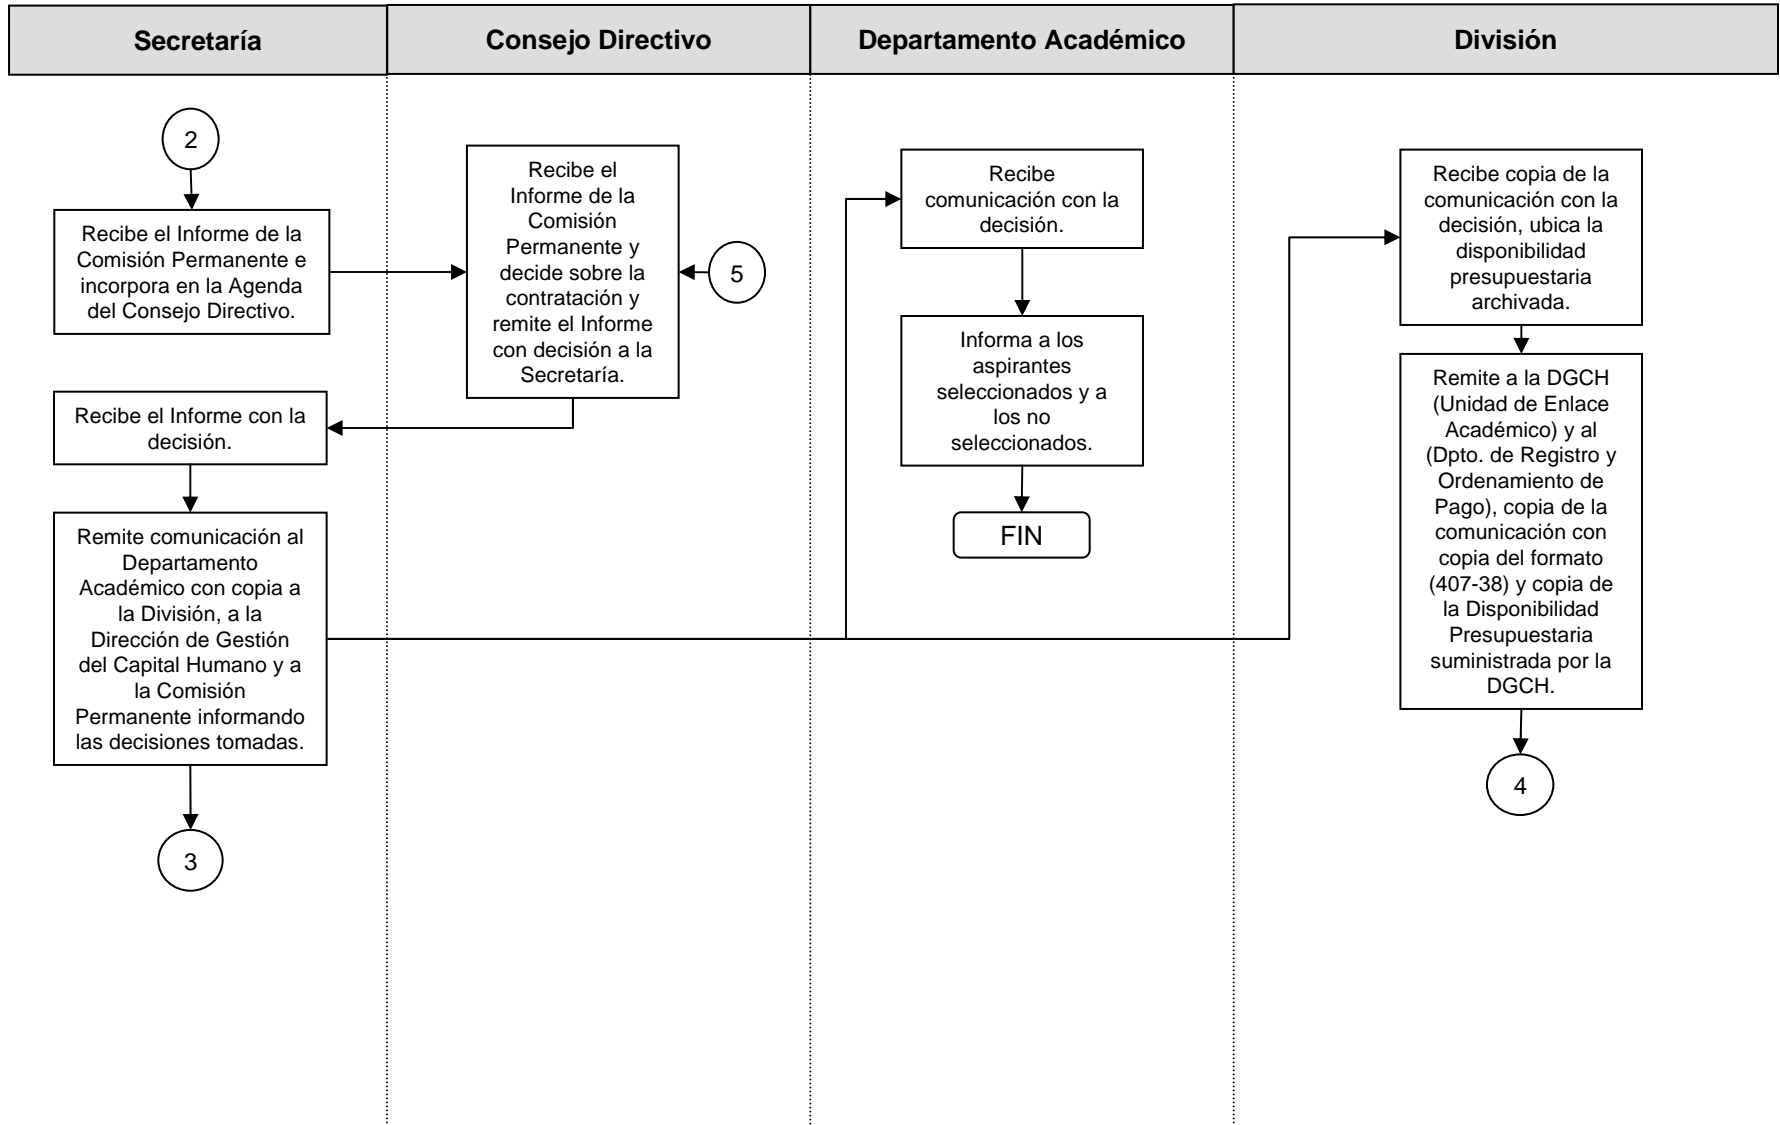 Secretaría
Consejo Directivo
Departamento Académico
División
2
Recibe el Informe de la
Comisión Permanente e
incorpora en la Agenda
del Consejo Directivo.
Recibe el Informe con la
decisión.
Remite comunicación al
Departamento
Académico con copia a
la División, a la
Dirección de Gestión
del Capital Humano y a
la Comisión
Permanente informando
las decisiones tomadas.
3
Recibe el
Informe de la
Comisión
Permanente y
decide sobre la
contratación y
remite el Informe
con decisión a la
Secretaría.
5
Recibe
comunicación con la
decisión.
Informa a los
aspirantes
seleccionados y a
los no
seleccionados.
FIN
Recibe copia de la
comunicación con la
decisión, ubica la
disponibilidad
presupuestaria
archivada.
Remite a la DGCH
(Unidad de Enlace
Académico) y al
(Dpto. de Registro y
Ordenamiento de
Pago), copia de la
comunicación con
copia del formato
(407-38) y copia de
la Disponibilidad
Presupuestaria
suministrada por la
DGCH.
4